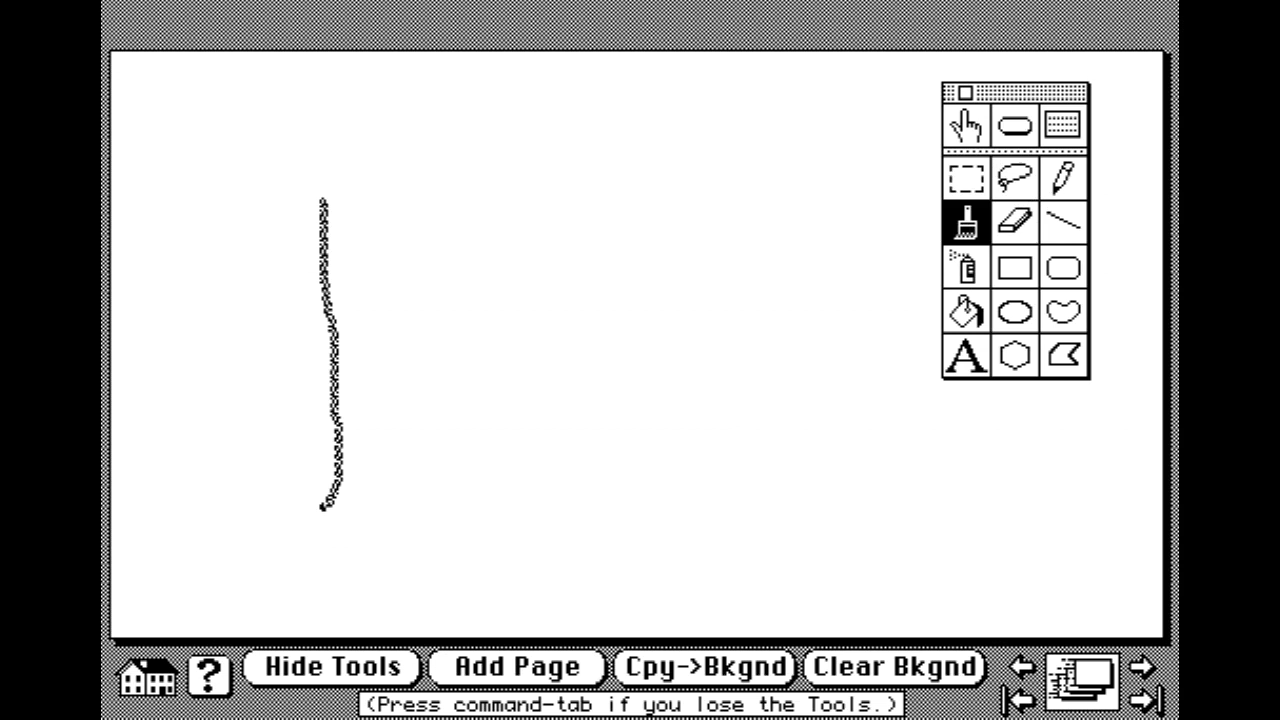 A
?
Hide Tools
Add Page
Cpy->Bkgnd
Clear Bkgnd
(Press command-tab if you lose the Tools.)